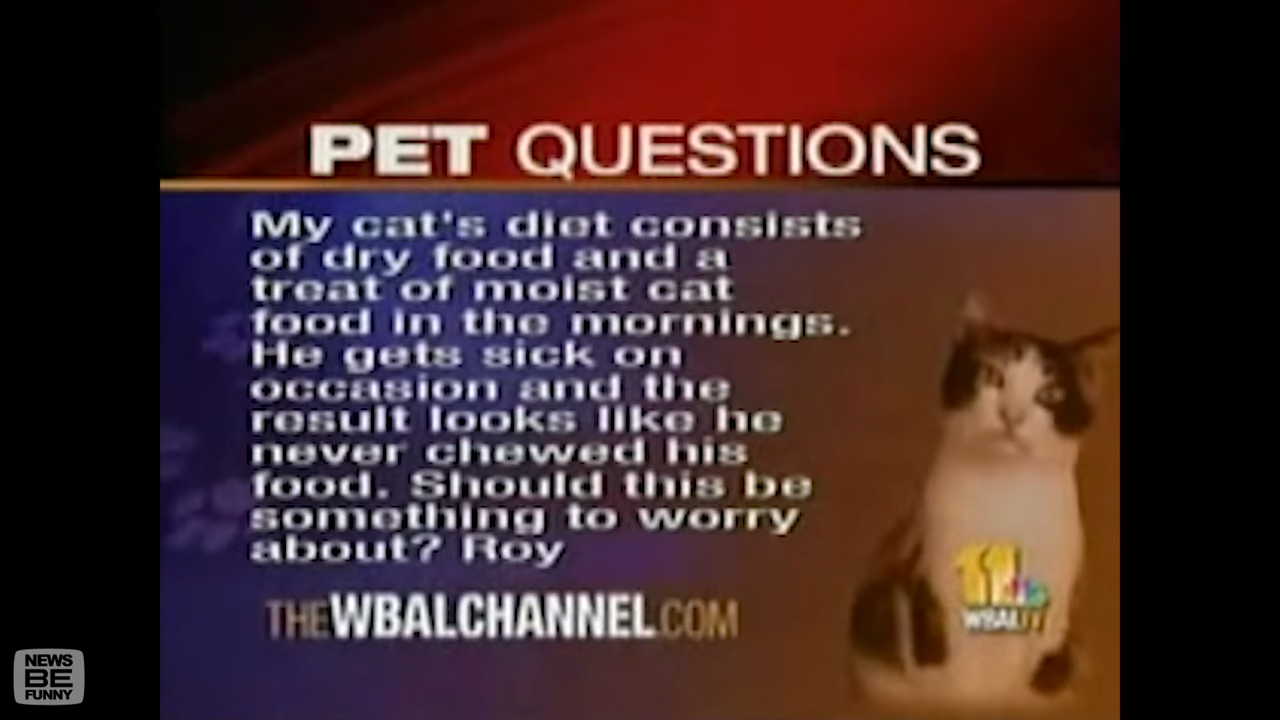 PET QUESTIONS
My cat's diet consists
of dry food and a
treat of moist cat
food in the mornings.
He gets sick on
occasion and the
result looks like he
never chewed his
food. Should this be
something to worry
about? Roy
THEWBALCHANNEL.COM
11
WBALTV
NEWS
BE
FUNNY